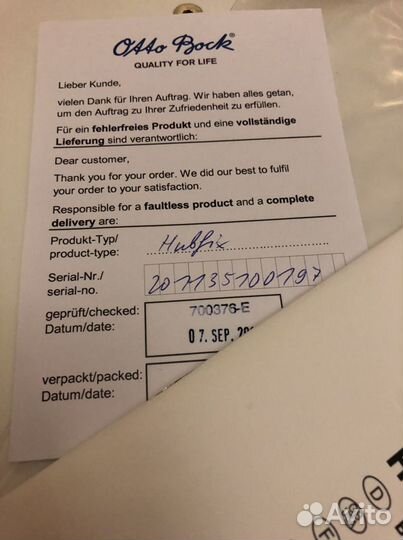 Otto Bock®
QUALITY FOR LIFE
Lieber Kunde,
vielen Dank für Ihren Auftrag. Wir haben alles getan,
um den Auftrag zu Ihrer Zufriedenheit zu erfüllen.
Für ein fehlerfreies Produkt und eine vollständige
Lieferung sind verantwortlich:
Dear customer,
Thank you for your order. We did our best to fulfil
your order to your satisfaction.
Responsible for a faultless product and a complete
delivery are:
Produkt-Typ/ Hubfix
product-type:
Serial-Nr./ 201135100197
serial-no.
geprüft/checked: 700376-E
Datum/date: 07. SEP. 20
verpackt/packed:
Datum/date:
D
F
Avito